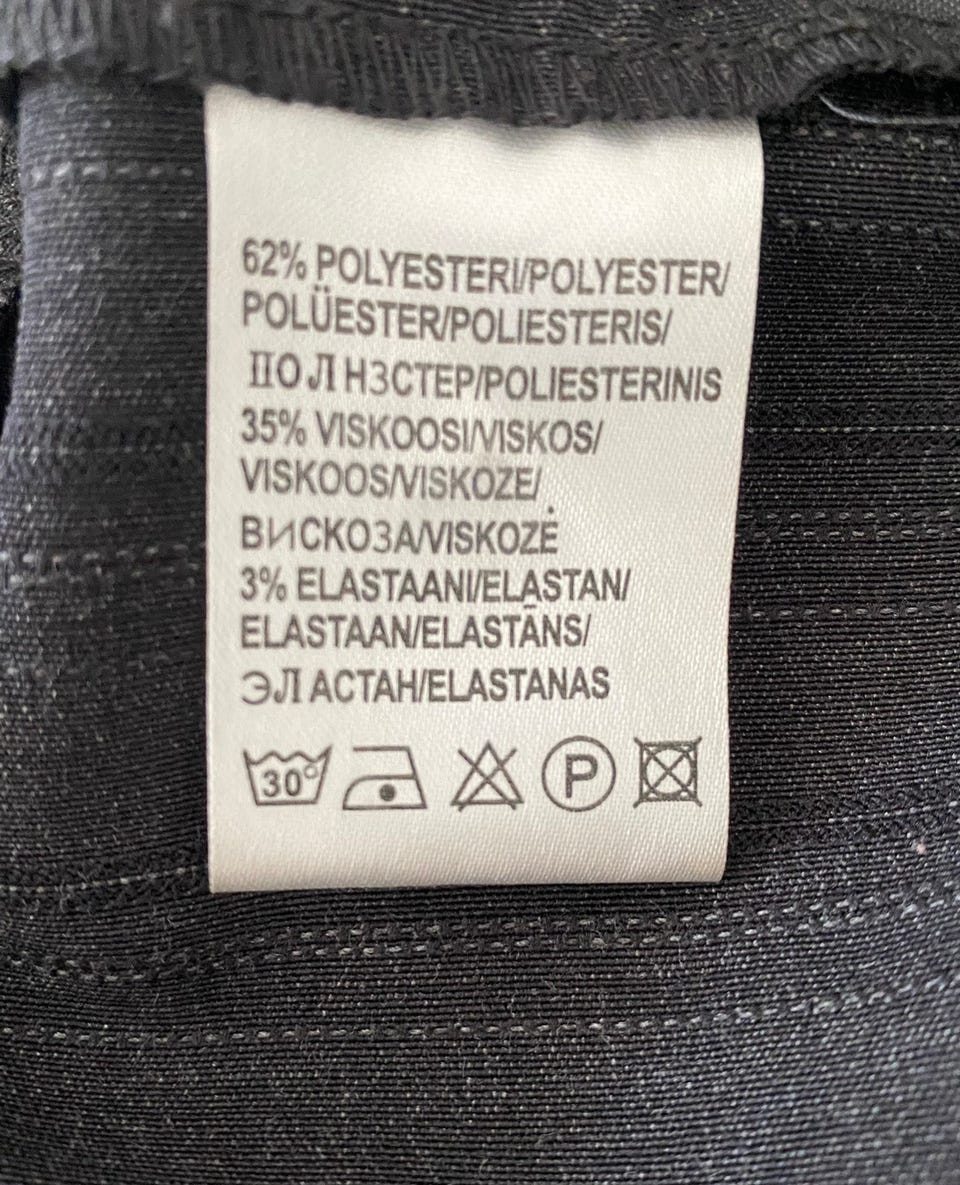 62% POLYESTERI/POLYESTER/
POLÜESTER/POLIESTERIS/
ПОЛНЗСТЕР/POLIESTERINIS
35% VISKOOSI/VISKOS/
VISKOOS/VISKOZE/
ВИСКОЗА/VISKOZĖ
3% ELASTAANI/ELASTAN/
ELASTAAN/ELASTĀNS/
ЭЛАСТАН/ELASTANAS
30° P